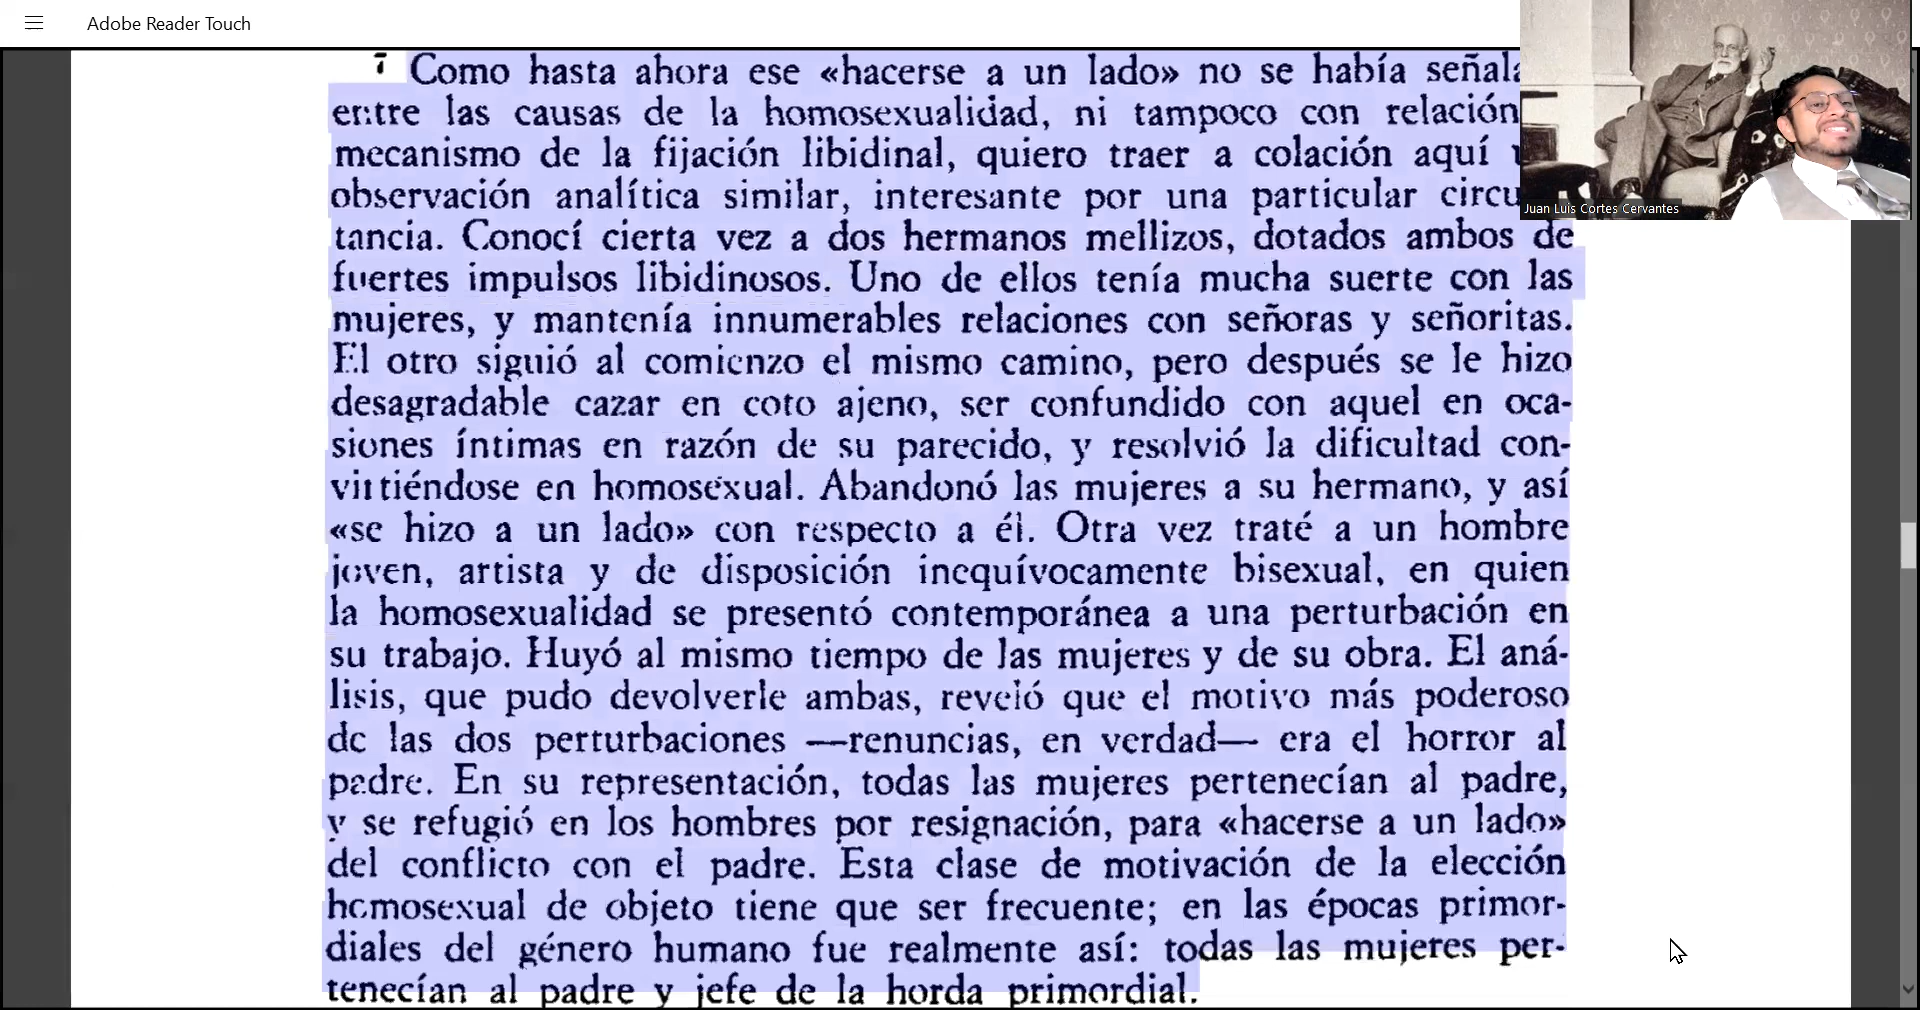 Adobe Reader Touch
7 Como hasta ahora ese «hacerse a un lado» no se había señala
entre las causas de la homosexualidad, ni tampoco con relación
mecanismo de la fijación libidinal, quiero traer a colación aquí
observación analítica similar, interesante por una particular circu
tancia. Conocí cierta vez a dos hermanos mellizos, dotados ambos de
fuertes impulsos libidinosos. Uno de ellos tenía mucha suerte con las
mujeres, y mantenía innumerables relaciones con señoras y señoritas.
El otro siguió al comienzo el mismo camino, pero después se le hizo
desagradable cazar en coto ajeno, ser confundido con aquel en oca-
siones íntimas en razón de su parecido, y resolvió la dificultad con-
virtiéndose en homosexual. Abandonó las mujeres a su hermano, y así
«se hizo a un lado» con respecto a él. Otra vez traté a un hombre
joven, artista y de disposición inequívocamente bisexual, en quien
la homosexualidad se presentó contemporánea a una perturbación en
su trabajo. Huyó al mismo tiempo de las mujeres y de su obra. El aná-
lisis, que pudo devolverle ambas, reveló que el motivo más poderoso
de las dos perturbaciones —renuncias, en verdad— era el horror al
padre. En su representación, todas las mujeres pertenecían al padre,
y se refugió en los hombres por resignación, para «hacerse a un lado»
del conflicto con el padre. Esta clase de motivación de la elección
homosexual de objeto tiene que ser frecuente; en las épocas primor-
diales del género humano fue realmente así: todas las mujeres per-
tenecían al padre y jefe de la horda primordial.
Juan Luis Cortes Cervantes